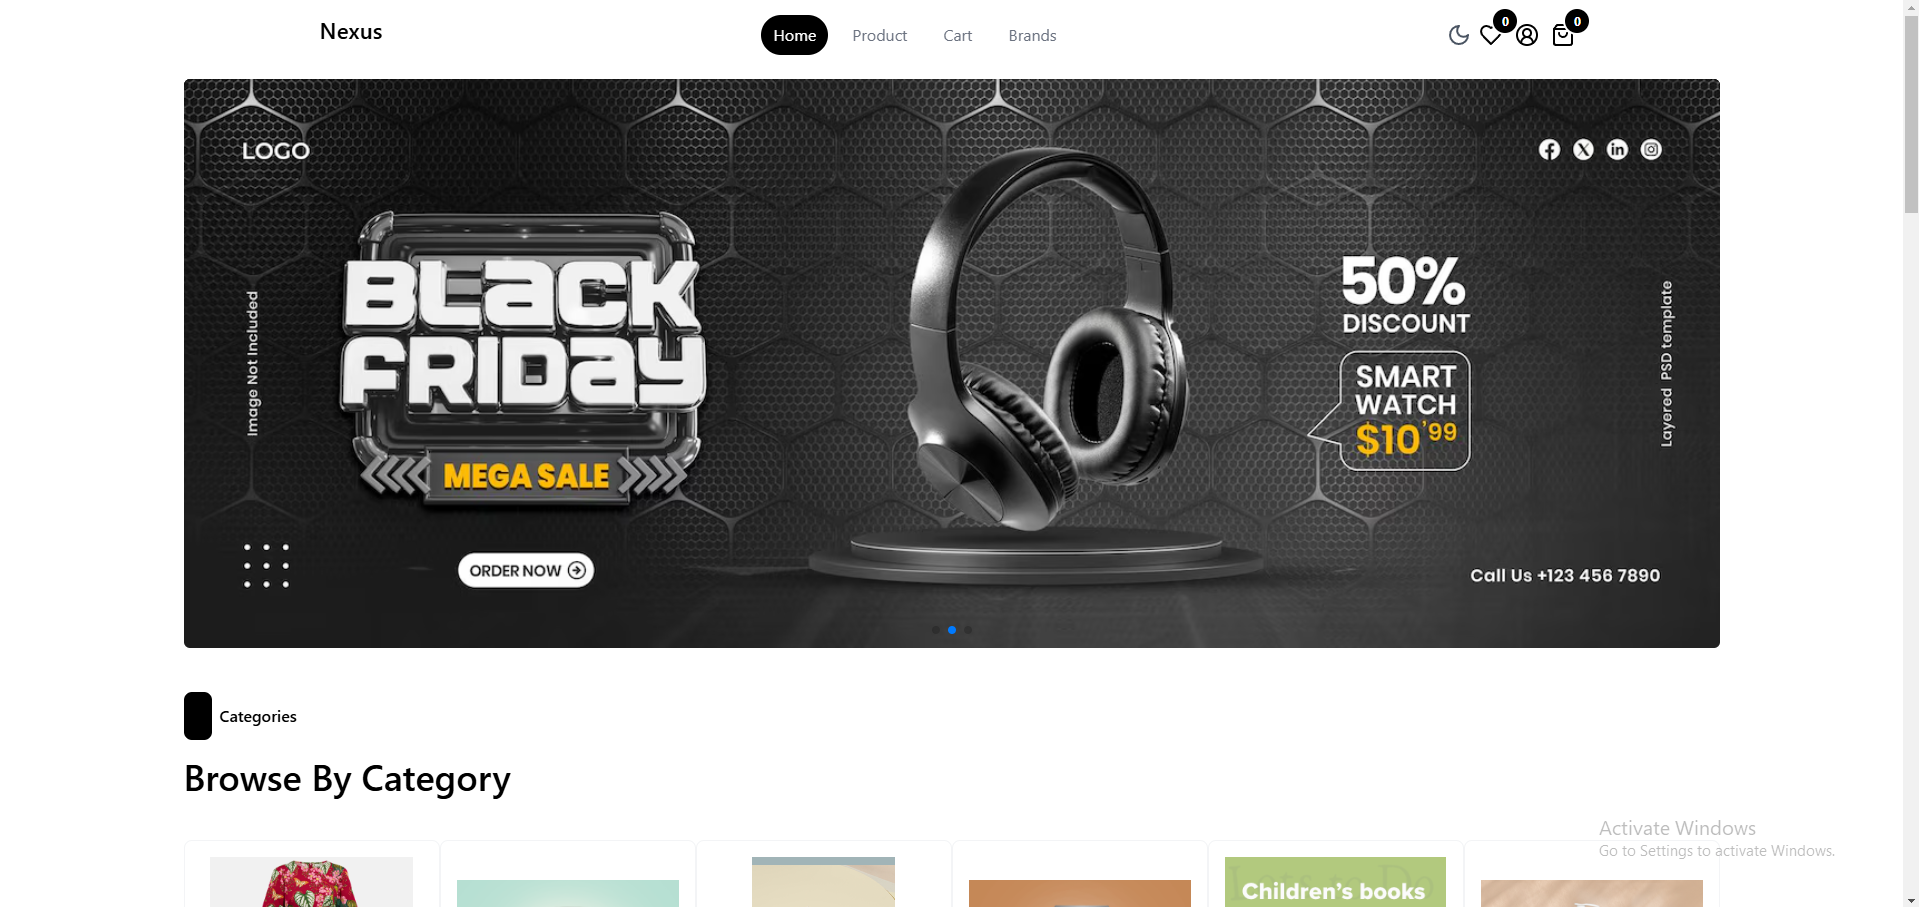 Nexus
Home
Product
Cart
Brands
0
0
LOGO
BLACK
FRIDAY
MEGA SALE
Image Not Included
ORDER NOW
50%
DISCOUNT
SMART
WATCH
$10'99
Layered PSD template
Call Us +123 456 7890
Categories
Browse By Category
Children's books
Activate Windows
Go to Settings to activate Windows.